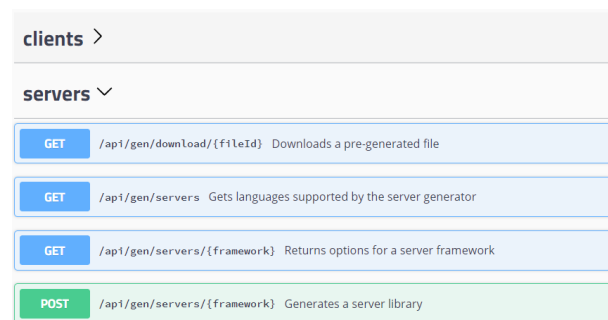 clients
servers
GET /api/gen/download/{fileId} Downloads a pre-generated file
GET /api/gen/servers Gets languages supported by the server generator
GET /api/gen/servers/{framework} Returns options for a server framework
POST /api/gen/servers/{framework} Generates a server library